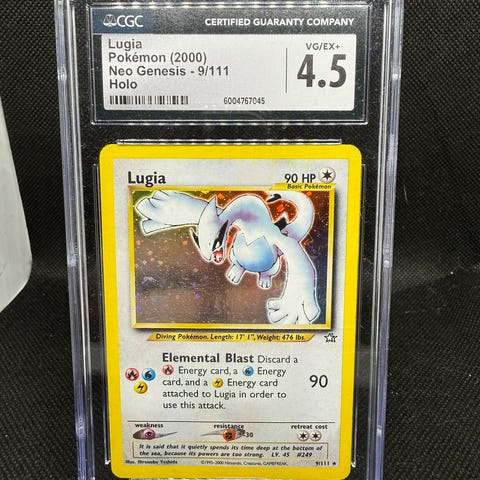 CGC CERTIFIED GUARANTY COMPANY
Lugia
Pokémon (2000)
Neo Genesis - 9/111
Holo
6004767045
VG/EX+
4.5
Lugia 90 HP
Basic Pokémon
Diving Pokémon. Length: 17' 1", Weight: 476 lbs.
Elemental Blast Discard a
Energy card, a Energy
card, and a Energy card
attached to Lugia in order to
use this attack.
90
weakness resistance retreat cost
-30
It is said that it quietly spends its time deep at the bottom of
the sea, because its powers are too strong. LV. 45 #249
Illus. Hironobu Yoshida ©1995-2000 Nintendo, Creatures, GAMEFREAK. 9/111